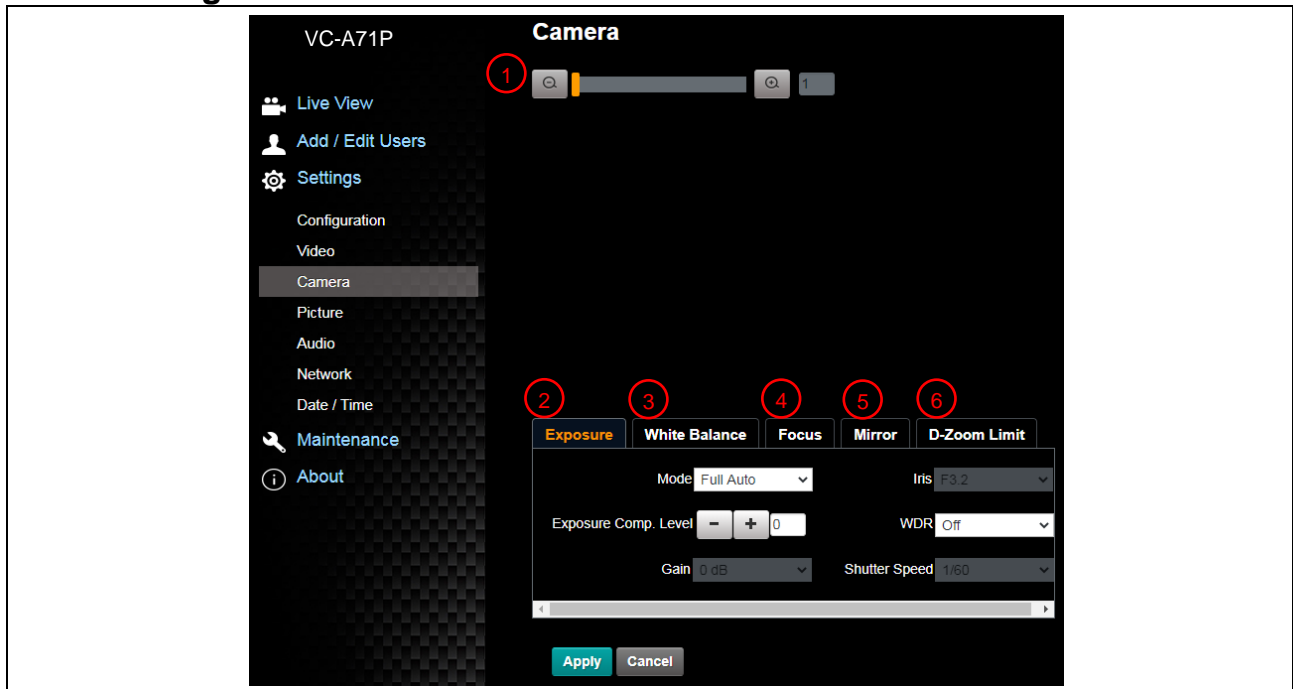 VC-A71P
Camera
1
1
Live View
Add / Edit Users
Settings
Configuration
Video
Camera
Picture
Audio
Network
Date / Time
Maintenance
About
2 3 4 5 6
Exposure White Balance Focus Mirror D-Zoom Limit
Mode Full Auto Iris F3.2
Exposure Comp. Level - + 0 WDR Off
Gain 0 dB Shutter Speed 1/60
Apply Cancel